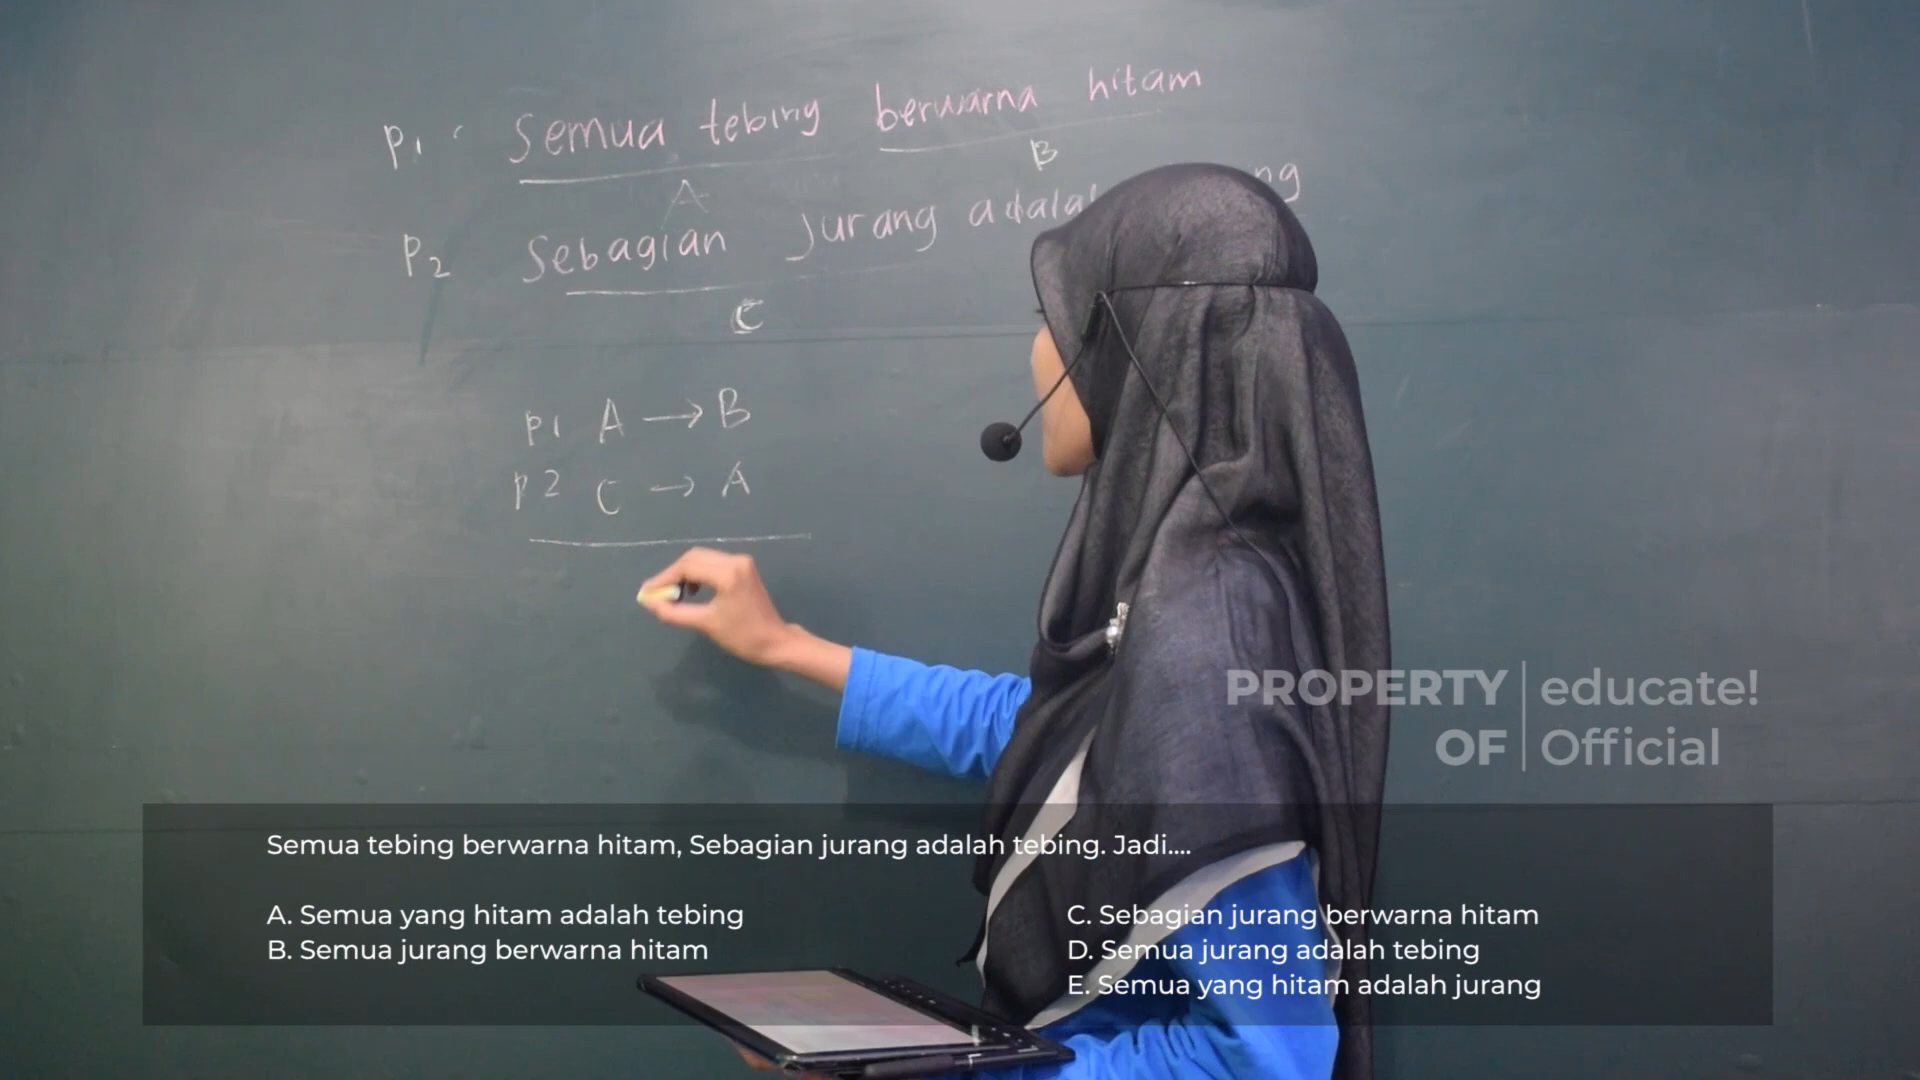 P1 : Semua tebing berwarna hitam
A B
P2 Sebagian jurang adalah
C
P1 A → B
P2 C → A
PROPERTY educate!
OF Official
Semua tebing berwarna hitam, Sebagian jurang adalah tebing. Jadi....
A. Semua yang hitam adalah tebing
B. Semua jurang berwarna hitam
C. Sebagian jurang berwarna hitam
D. Semua jurang adalah tebing
E. Semua yang hitam adalah jurang